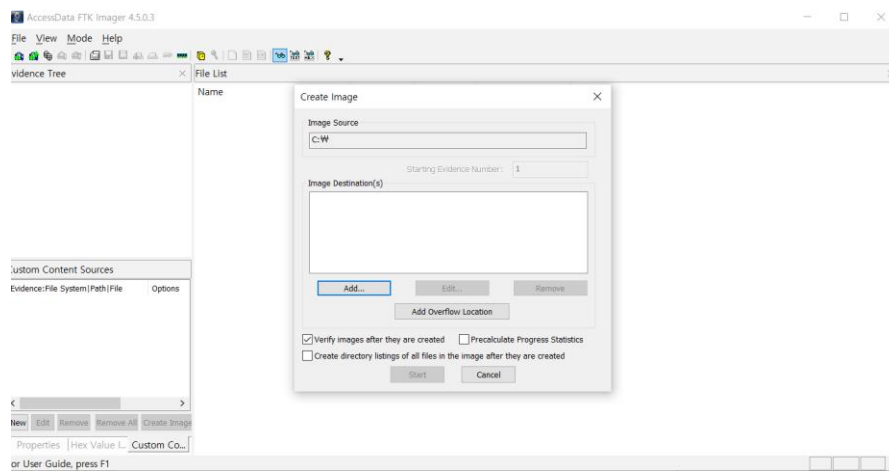 AccessData FTK Imager 4.5.0.3
File View Mode Help
vidence Tree
File List
Name
Create Image
Image Source
C:₩
Starting Evidence Number: 1
Image Destination(s)
Add... Edit... Remove
Add Overflow Location
Verify images after they are created Precalculate Progress Statistics
Create directory listings of all files in the image after they are created
Start Cancel
Custom Content Sources
Evidence:File System|Path|File Options
New Edit Remove Remove All Create Image
Properties Hex Value I... Custom Co...
or User Guide, press F1